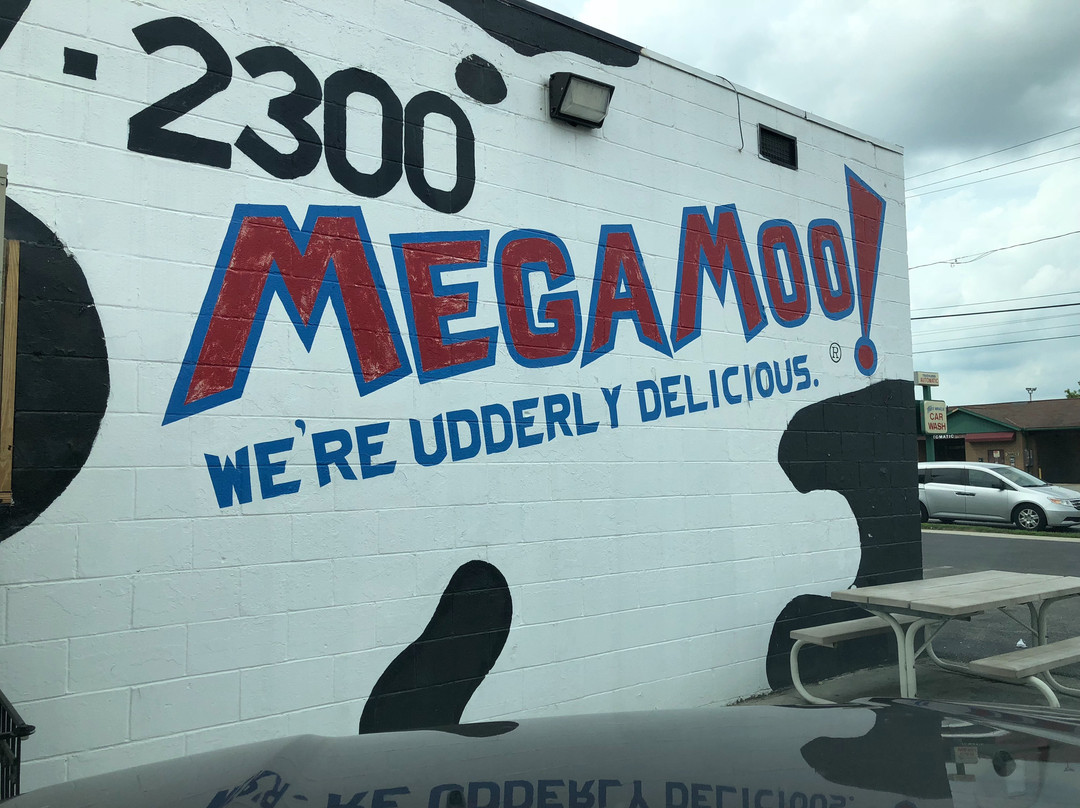 -2300
MEGAMOO!
®
WE'RE UDDERLY DELICIOUS.
CAR
WASH